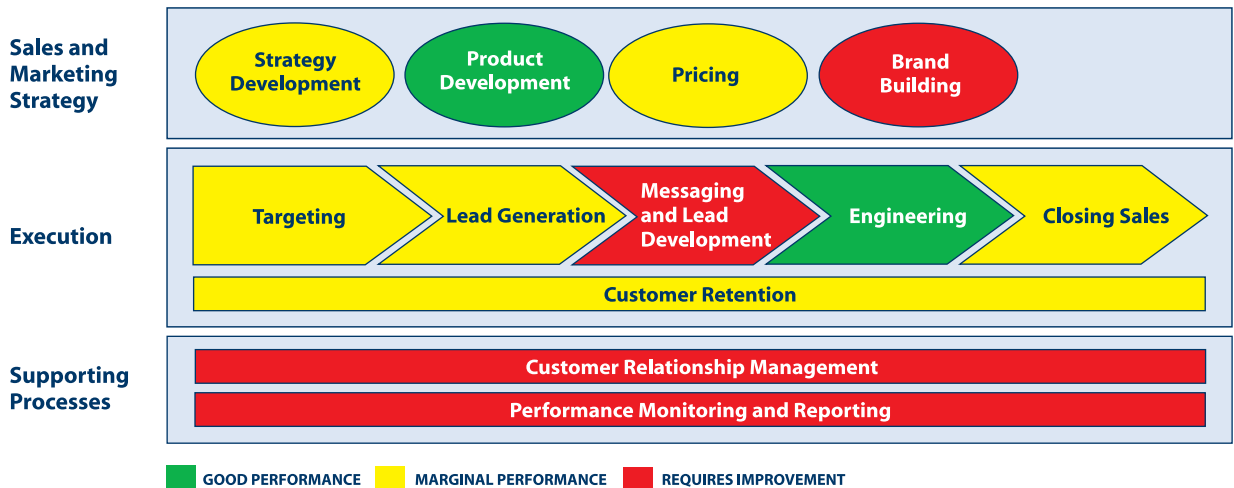 Sales and
Marketing
Strategy
Strategy
Development
Product
Development
Pricing
Brand
Building
Execution
Targeting
Lead Generation
Messaging
and Lead
Development
Engineering
Closing Sales
Customer Retention
Supporting
Processes
Customer Relationship Management
Performance Monitoring and Reporting
GOOD PERFORMANCE
MARGINAL PERFORMANCE
REQUIRES IMPROVEMENT